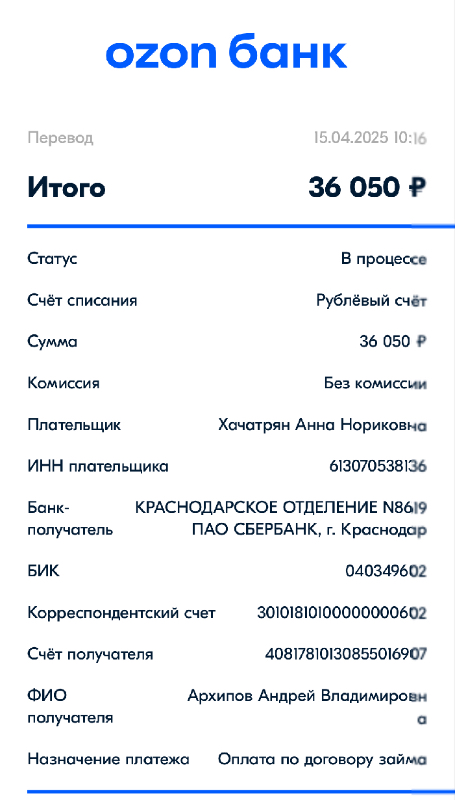 ozon банк
Перевод 15.04.2025 10:16
Итого 36 050 ₽
Статус В процессе
Счёт списания Рублёвый счёт
Сумма 36 050 ₽
Комиссия Без комиссии
Плательщик Хачатрян Анна Нориковна
ИНН плательщика 613070538136
Банк- КРАСНОДАРСКОЕ ОТДЕЛЕНИЕ N8619
получатель ПАО СБЕРБАНК, г. Краснодар
БИК 040349602
Корреспондентский счет 30101810100000000602
Счёт получателя 40817810130855016907
ФИО Архипов Андрей Владимировн
получателя а
Назначение платежа Оплата по договору займа